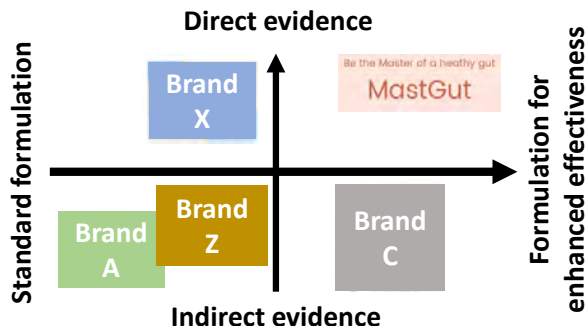 Direct evidence
Be the Master of a heathy gut
MastGut
Brand
X
Standard formulation
Formulation for
enhanced effectiveness
Brand
A
Brand
Z
Brand
C
Indirect evidence